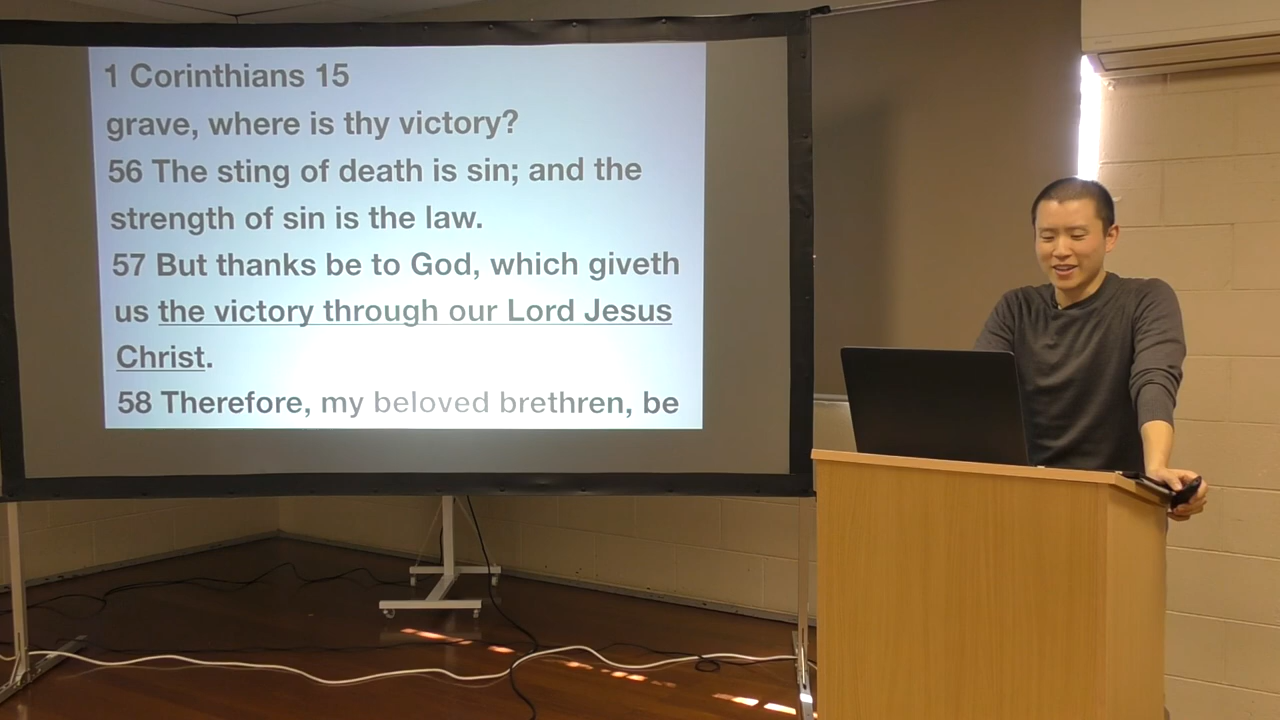 1 Corinthians 15
grave, where is thy victory?
56 The sting of death is sin; and the
strength of sin is the law.
57 But thanks be to God, which giveth
us the victory through our Lord Jesus
Christ.
58 Therefore, my beloved brethren, be